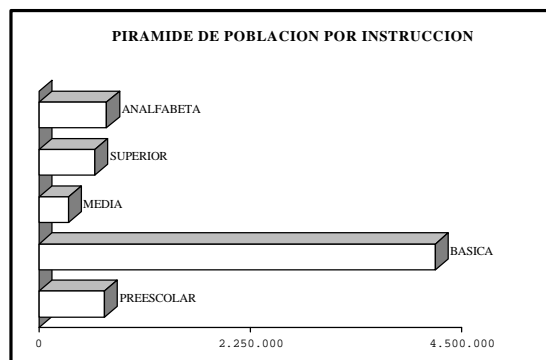 PIRAMIDE DE POBLACION POR INSTRUCCION
ANALFABETA
SUPERIOR
MEDIA
BASICA
PREESCOLAR
0 2.250.000 4.500.000